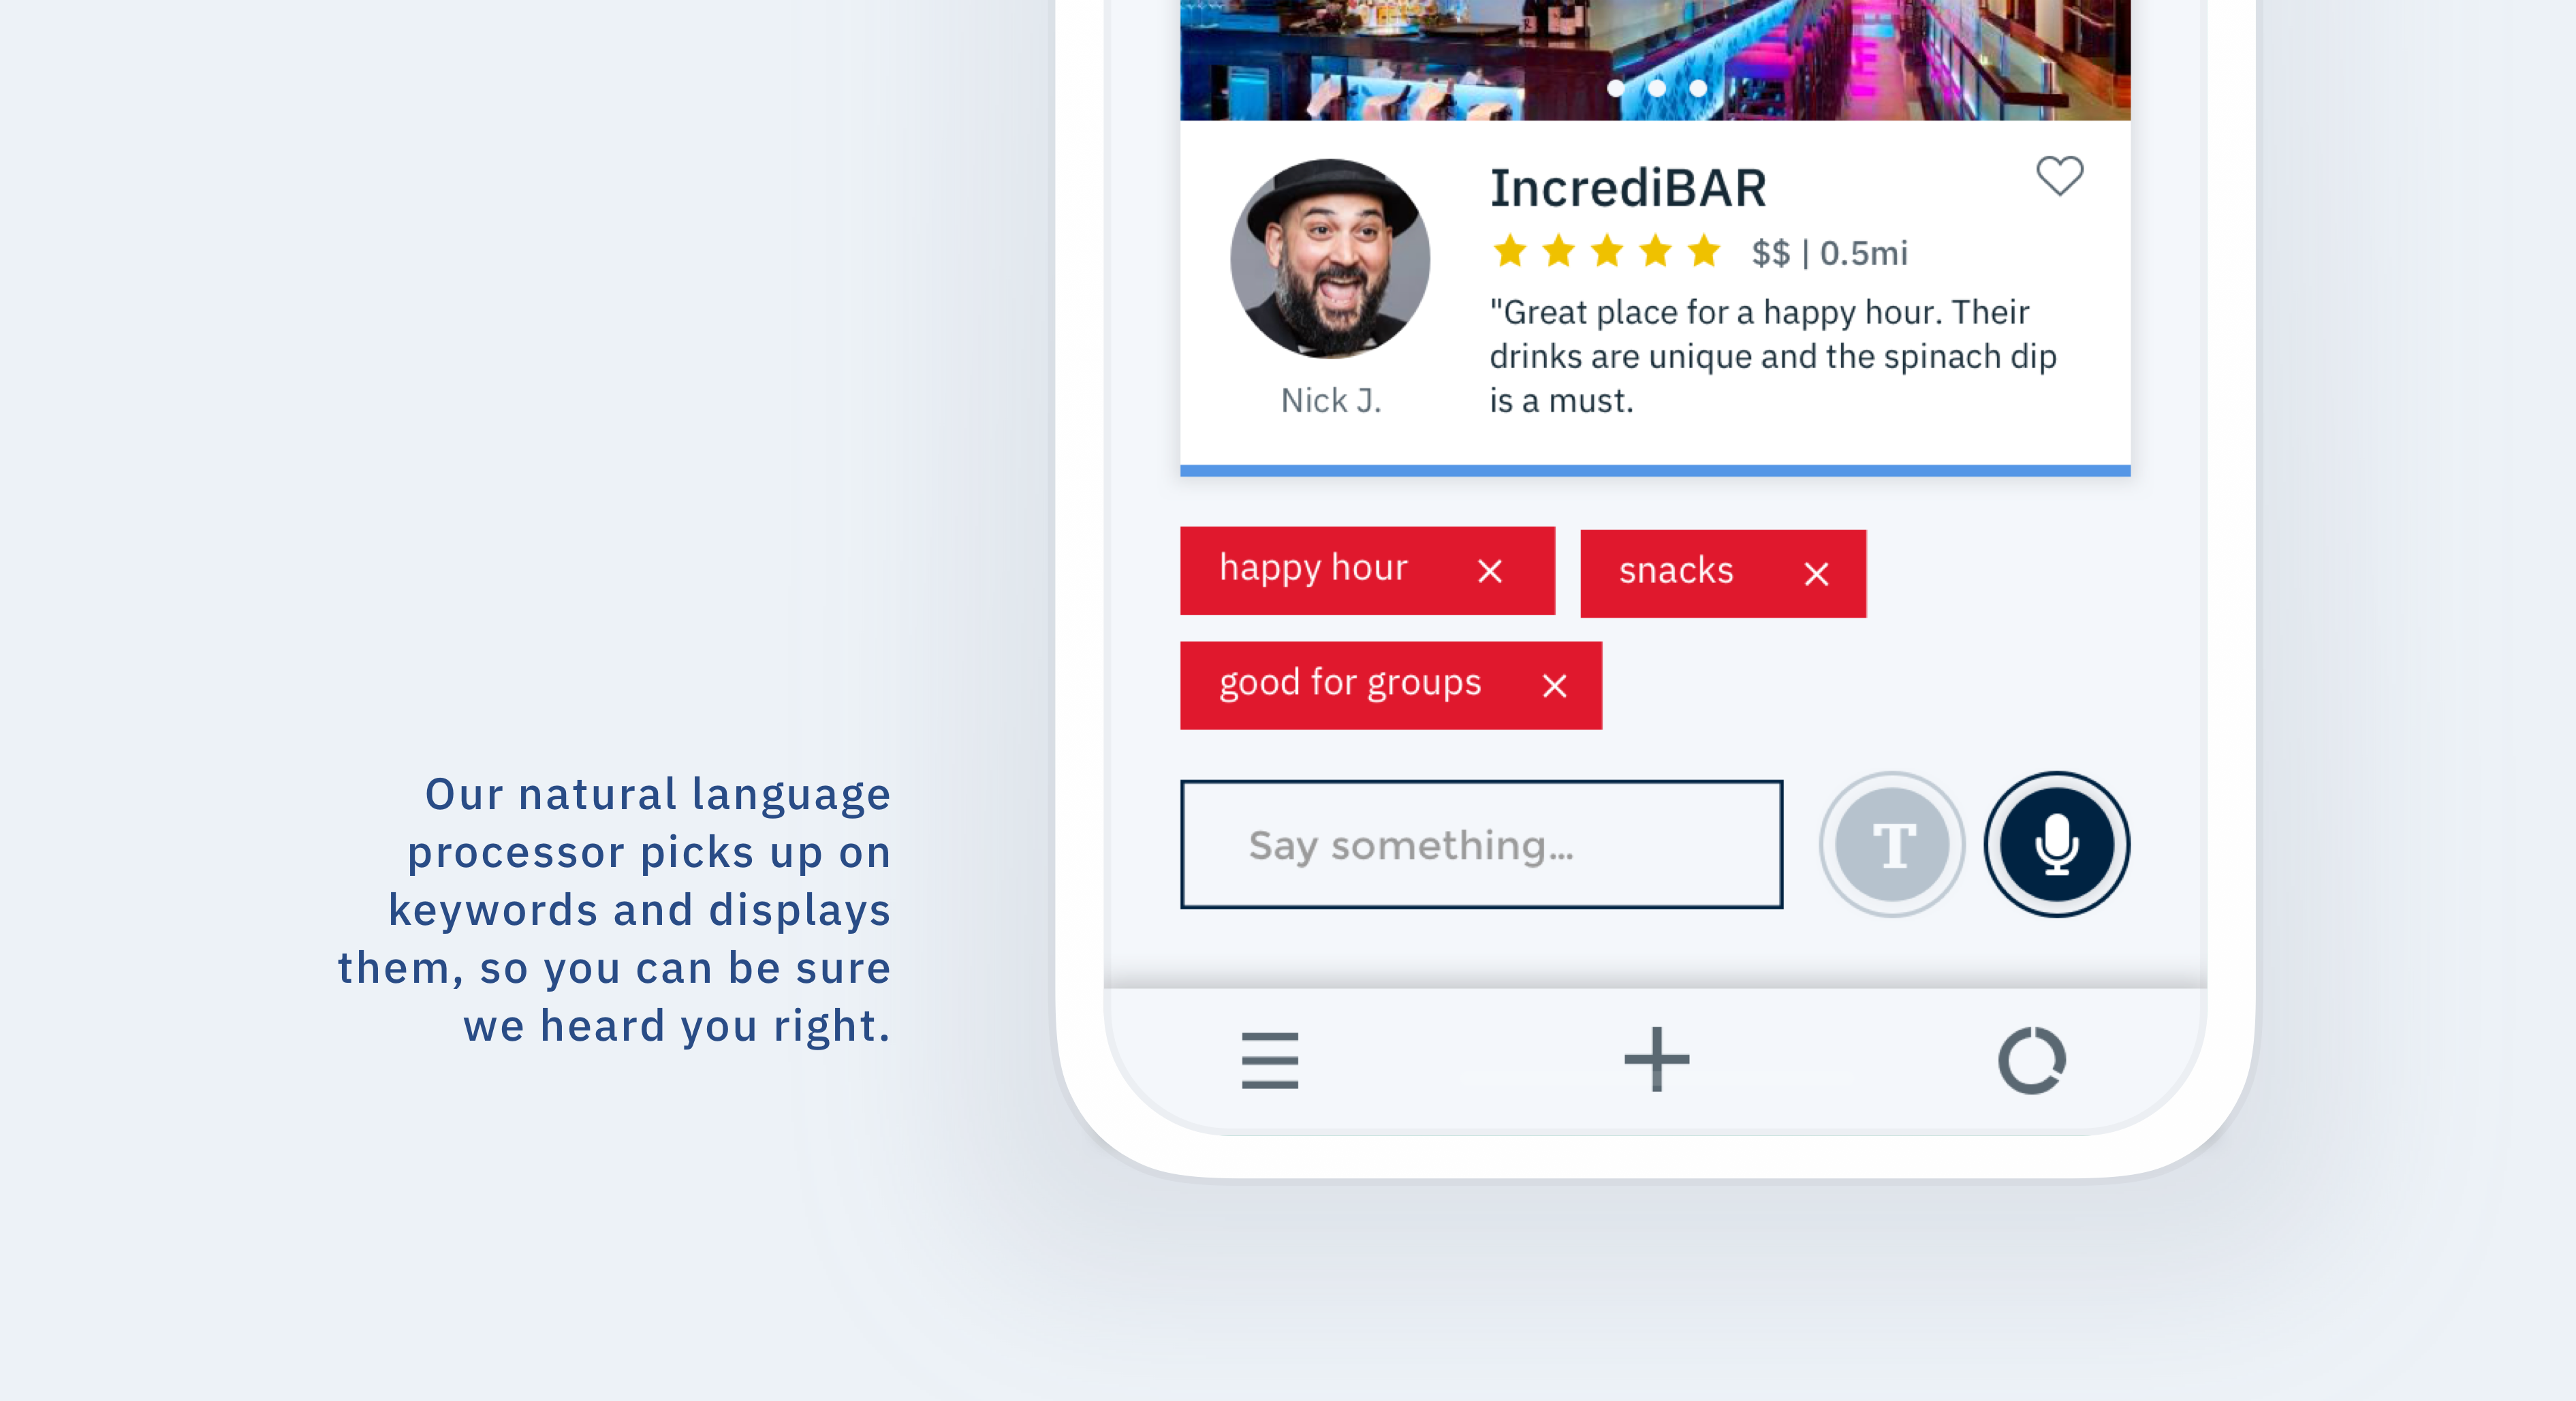 IncrediBAR
$$ | 0.5mi
"Great place for a happy hour. Their
drinks are unique and the spinach dip
is a must.
Nick J.
happy hour
snacks
good for groups
Say something...
T
Our natural language
processor picks up on
keywords and displays
them, so you can be sure
we heard you right.